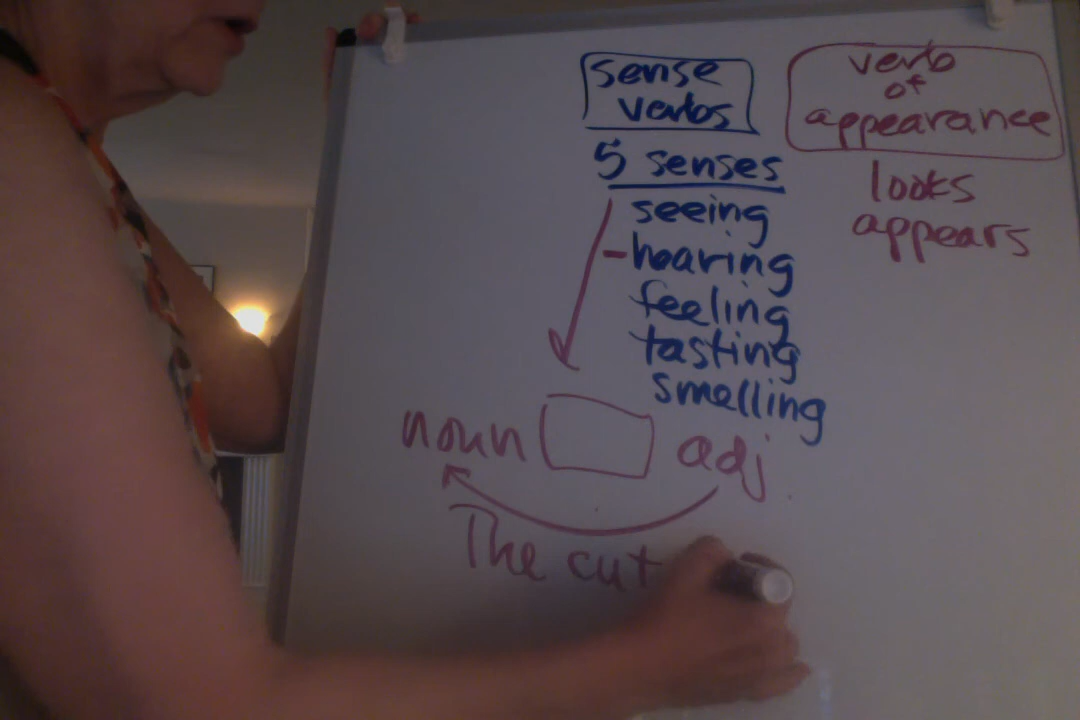 sense
verbs
5 senses
seeing
-hearing
feeling
tasting
smelling
verb
of
appearance
looks
appears
noun adj
The cut